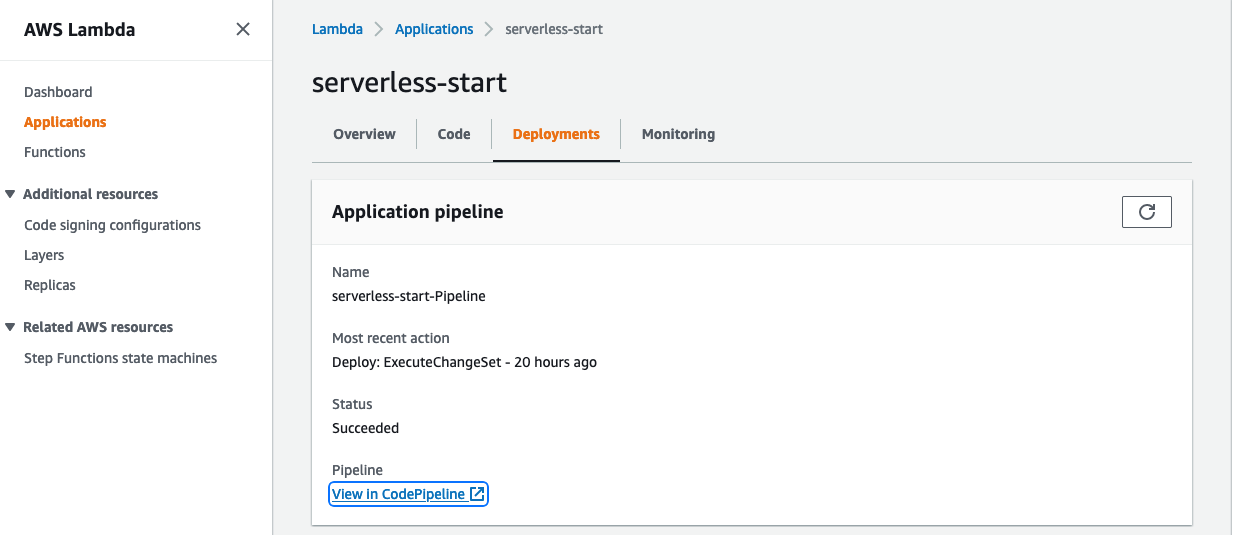 AWS Lambda
Dashboard
Applications
Functions
Additional resources
Code signing configurations
Layers
Replicas
Related AWS resources
Step Functions state machines
Lambda > Applications > serverless-start
serverless-start
Overview Code Deployments Monitoring
Application pipeline
Name
serverless-start-Pipeline
Most recent action
Deploy: ExecuteChangeSet - 20 hours ago
Status
Succeeded
Pipeline
View in CodePipeline